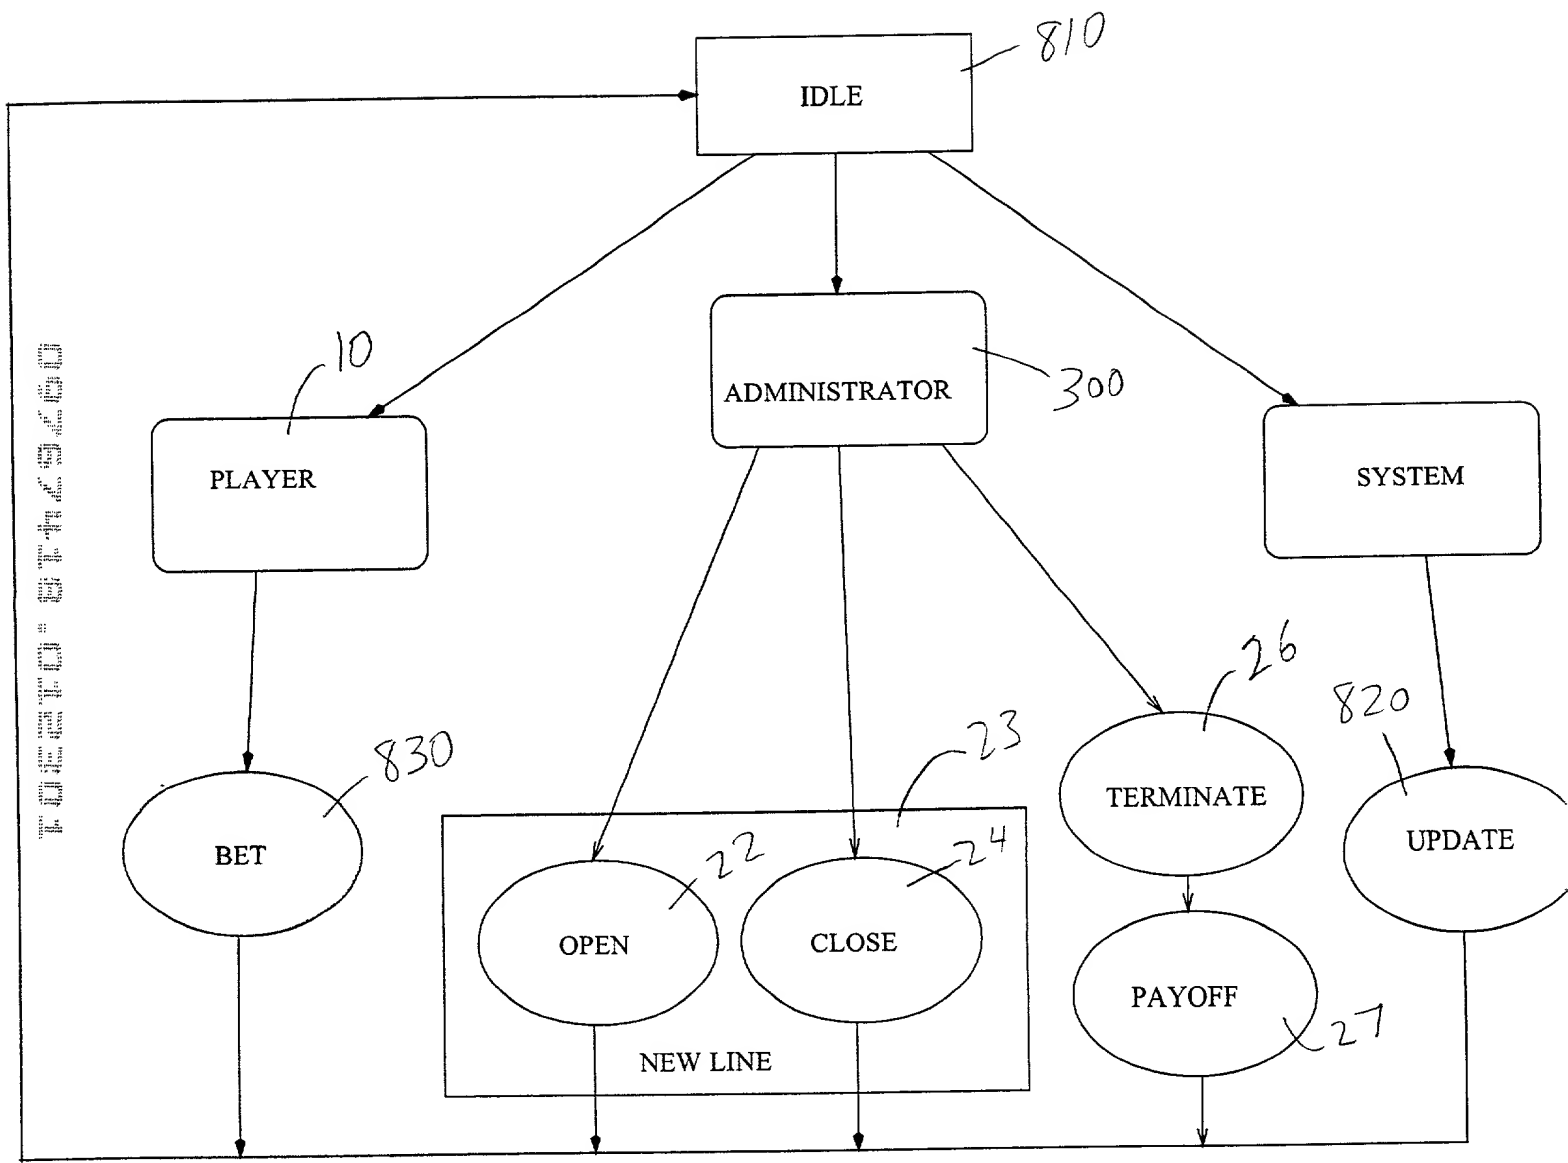 810
IDLE
10
300
ADMINISTRATOR
PLAYER
SYSTEM
26
820
830
23
TERMINATE
22
24
BET
UPDATE
OPEN
CLOSE
PAYOFF
27
NEW LINE